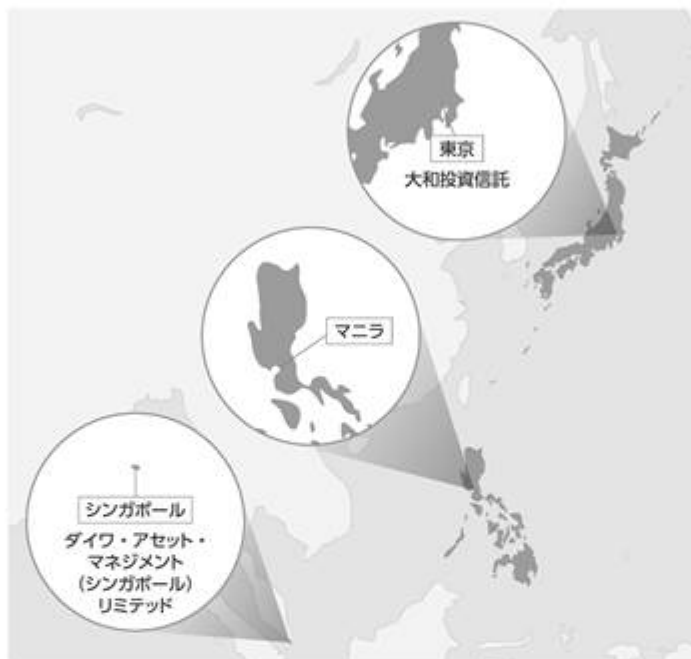 東京
大和投資信託
マニラ
シンガポール
ダイワ・アセット・
マネジメント
(シンガポール)
リミテッド